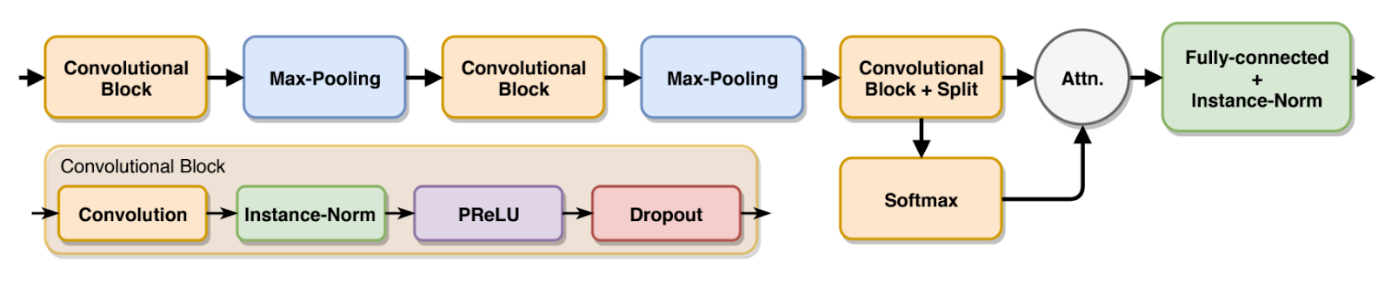 Convolutional
Block
Max-Pooling
Convolutional
Block
Max-Pooling
Convolutional
Block + Split
Attn.
Fully-connected
+
Instance-Norm
Softmax
Convolutional Block
Convolution
Instance-Norm
PReLU
Dropout